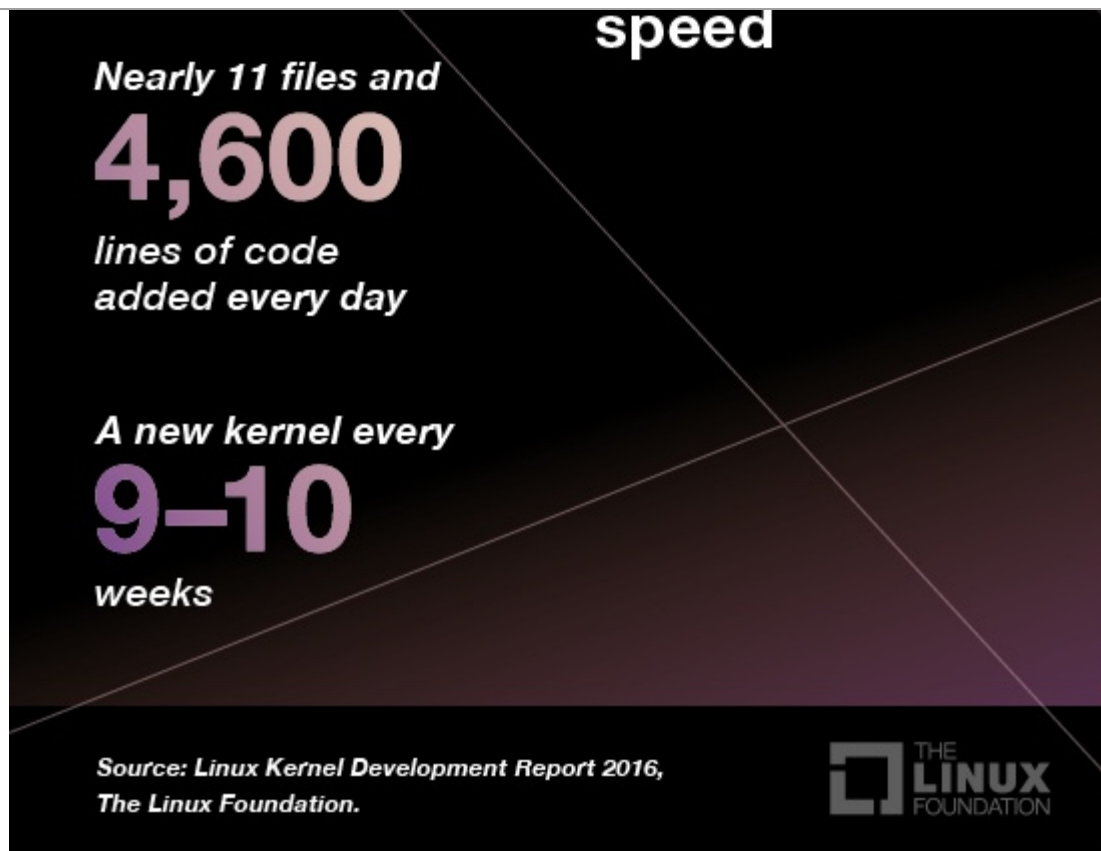 speed
Nearly 11 files and
4,600
lines of code
added every day
A new kernel every
9–10
weeks
Source: Linux Kernel Development Report 2016,
The Linux Foundation.
THE
LINUX
FOUNDATION